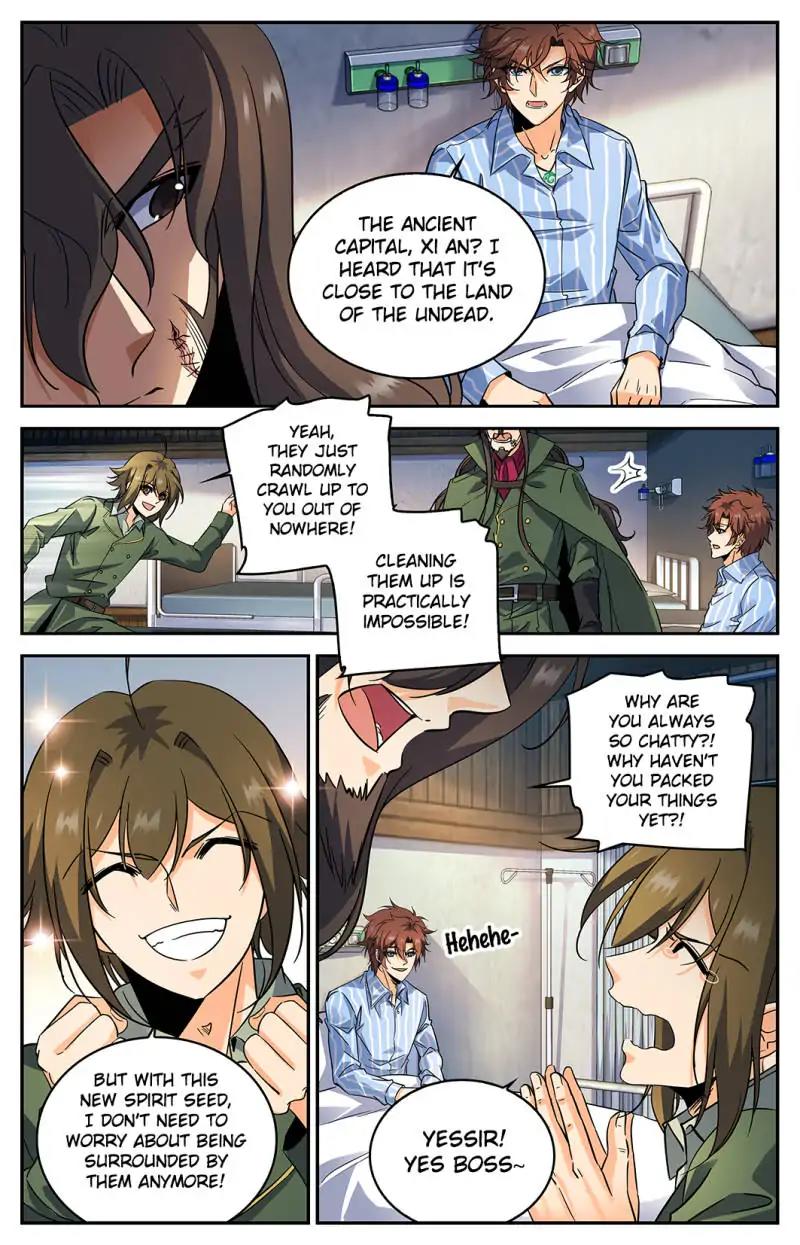 THE ANCIENT
CAPITAL, XI AN? I
HEARD THAT IT'S
CLOSE TO THE LAND
OF THE UNDEAD.
YEAH,
THEY JUST
RANDOMLY
CRAWL UP TO
YOU OUT OF
NOWHERE!
CLEANING
THEM UP IS
PRACTICALLY
IMPOSSIBLE!
BUT WITH THIS
NEW SPIRIT SEED,
I DON'T NEED TO
WORRY ABOUT BEING
SURROUNDED BY
THEM ANYMORE!
WHY ARE
YOU ALWAYS
SO CHATTY?!
WHY HAVEN'T
YOU PACKED
YOUR THINGS
YET?!
Hehehe-
YESSIR!
YES BOSS~